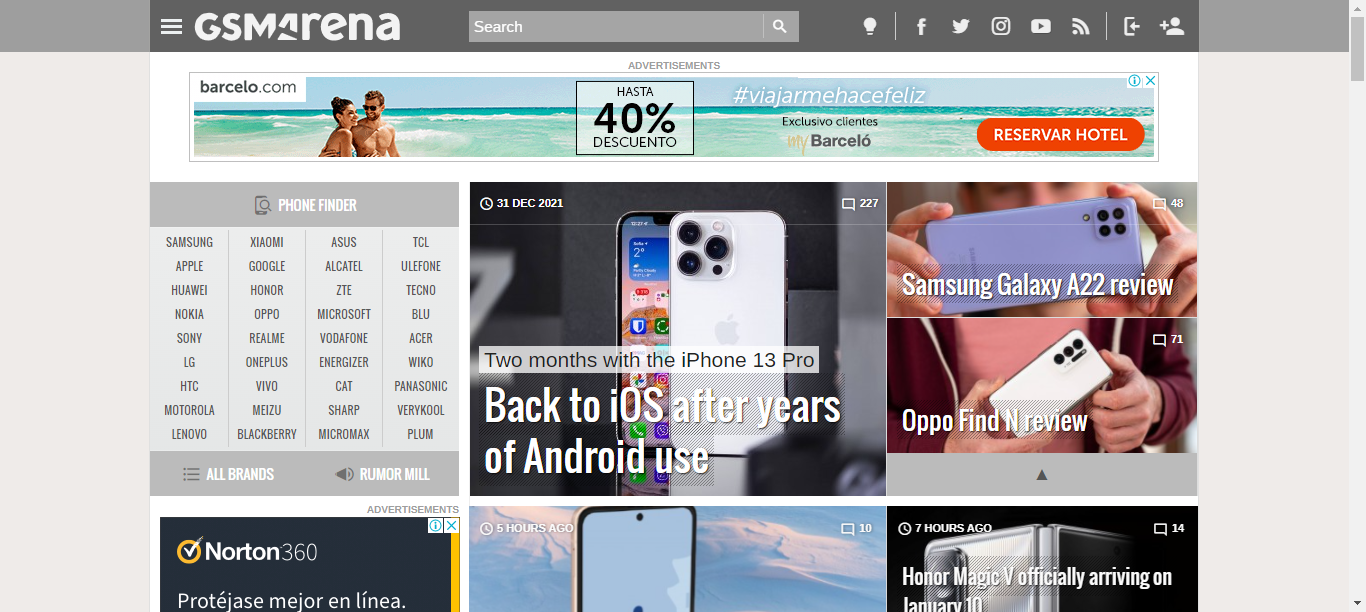 GSMArena
Search
ADVERTISEMENTS
barcelo.com
HASTA
40%
DESCUENTO
#viajarmehacefeliz
Exclusivo clientes
my Barceló
RESERVAR HOTEL
PHONE FINDER
SAMSUNG XIAOMI ASUS TCL
APPLE GOOGLE ALCATEL ULEFONE
HUAWEI HONOR ZTE TECNO
NOKIA OPPO MICROSOFT BLU
SONY REALME VODAFONE ACER
LG ONEPLUS ENERGIZER WIKO
HTC VIVO CAT PANASONIC
MOTOROLA MEIZU SHARP VERYKOOL
LENOVO BLACKBERRY MICROMAX PLUM
ALL BRANDS RUMOR MILL
31 DEC 2021 227
Two months with the iPhone 13 Pro
Back to iOS after years
of Android use
48
Samsung Galaxy A22 review
71
Oppo Find N review
ADVERTISEMENTS
Norton360
Protéjase mejor en línea.
5 HOURS AGO 10
7 HOURS AGO 14
Honor Magic V officially arriving on
January 10